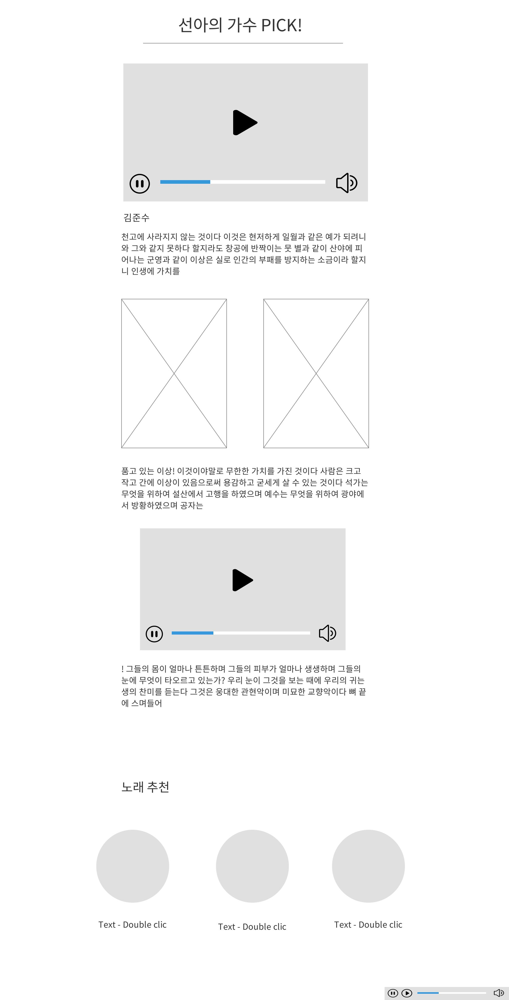 선아의 가수 PICK!
김준수
천고에 사라지지 않는 것이다 이것은 현저하게 일월과 같은 예가 되려니
와 그와 같지 못하다 할지라도 창공에 반짝이는 뭇 별과 같이 산야에 피
어나는 군영과 같이 이상은 실로 인간의 부패를 방지하는 소금이라 할지
니 인생에 가치를
품고 있는 이상! 이것이야말로 무한한 가치를 가진 것이다 사람은 크고
작고 간에 이상이 있음으로써 용감하고 굳세게 살 수 있는 것이다 석가는
무엇을 위하여 설산에서 고행을 하였으며 예수는 무엇을 위하여 광야에
서 방황하였으며 공자는
! 그들의 몸이 얼마나 튼튼하며 그들의 피부가 얼마나 생생하며 그들의
눈에 무엇이 타오르고 있는가? 우리 눈이 그것을 보는 때에 우리의 귀는
생의 찬미를 듣는다 그것은 웅대한 관현악이며 미묘한 교향악이다 뼈 끝
에 스며들어
노래 추천
Text - Double clic
Text - Double clic
Text - Double clic